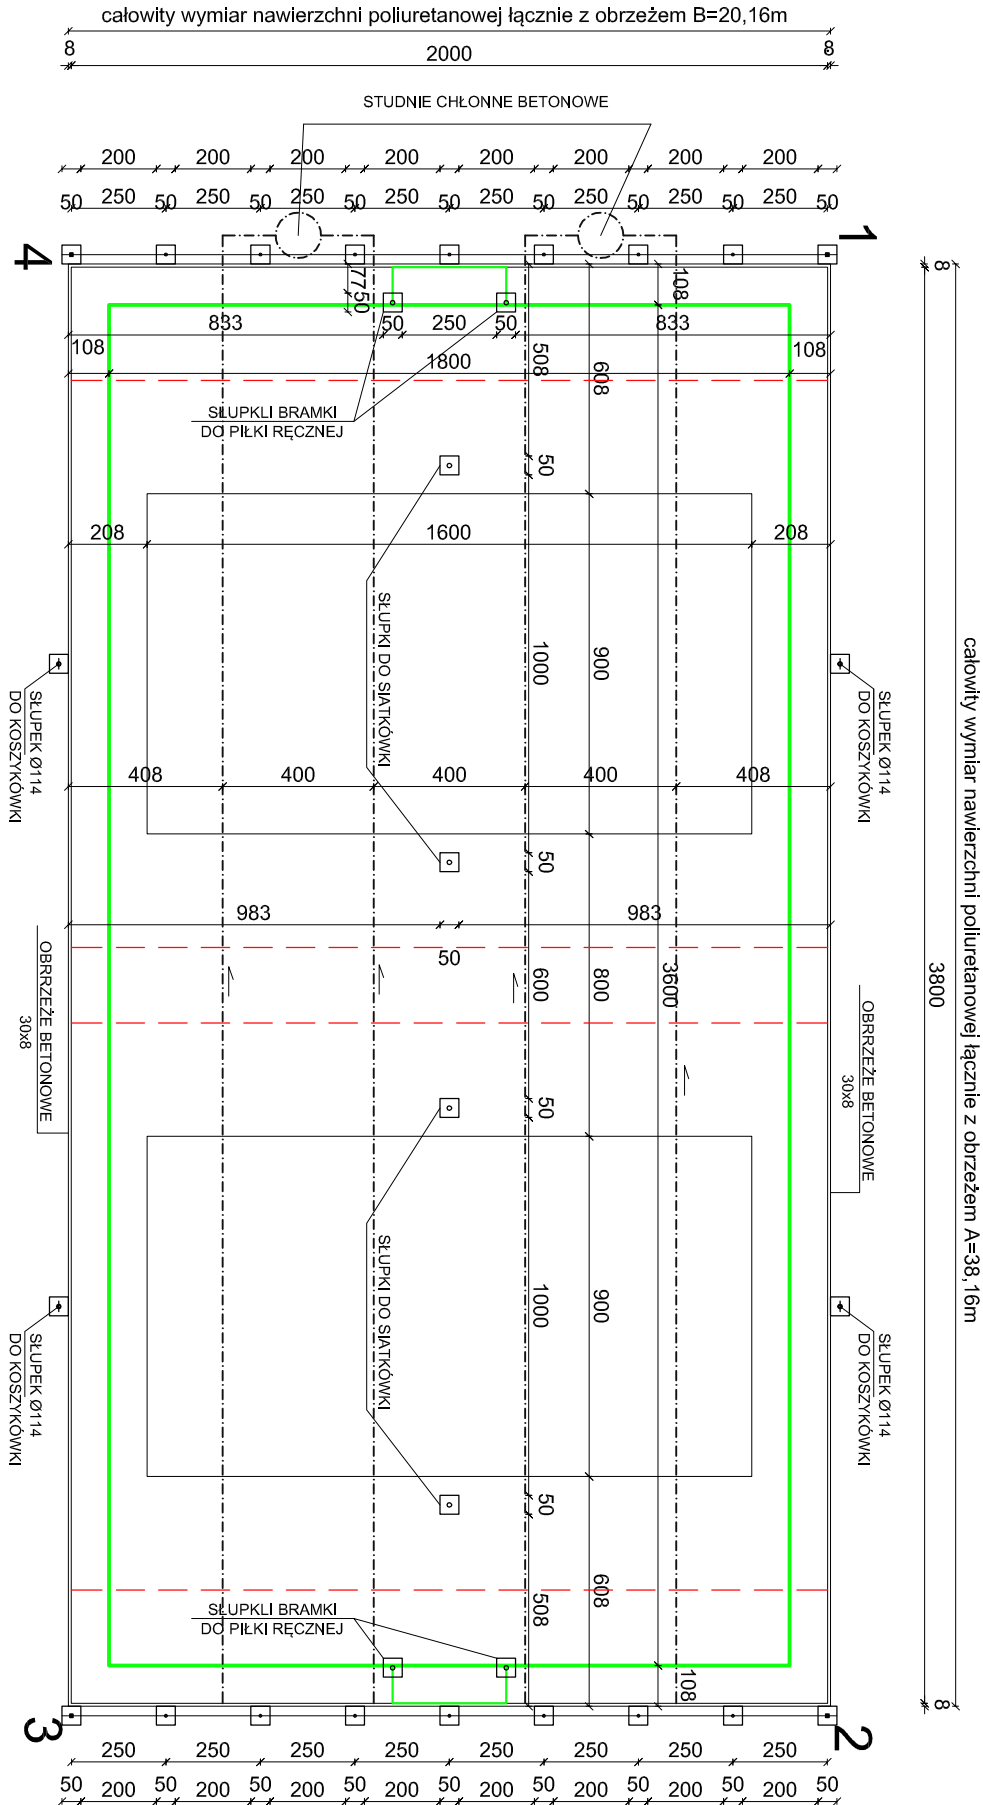 całowity wymiar nawierzchni poliuretanowej łącznie z obrzeżem B=20,16m
8 2000 8
STUDNIE CHŁONNE BETONOWE
200 200 200 200 200 200 200 200
50 250 50 250 50 250 50 250 50 250 50 250 50 250 50 250 50
4 1
8
7750
108
833 50 250 50 833
108 1800 108
508
608
SŁUPKLI BRAMKI
DO PIŁKI RĘCZNEJ
50
208 1600 208
SŁUPKI DO SIATKÓWKI
1000
900
SŁUPEK Ø114
DO KOSZYKÓWKI
SŁUPEK Ø114
DO KOSZYKÓWKI
408 400 400 400 408
50
983 983
50
600
800
3600
3800
całowity wymiar nawierzchni poliuretanowej łącznie z obrzeżem A=38,16m
OBRRZEŻE BETONOWE
30x8
OBRRZEŻE BETONOWE
30x8
50
SŁUPKI DO SIATKÓWKI
1000
900
SŁUPEK Ø114
DO KOSZYKÓWKI
SŁUPEK Ø114
DO KOSZYKÓWKI
50
508
608
SŁUPKLI BRAMKI
DO PIŁKI RĘCZNEJ
108
8
3 2
250 250 250 250 250 250 250 250
50 200 50 200 50 200 50 200 50 200 50 200 50 200 50 200 50